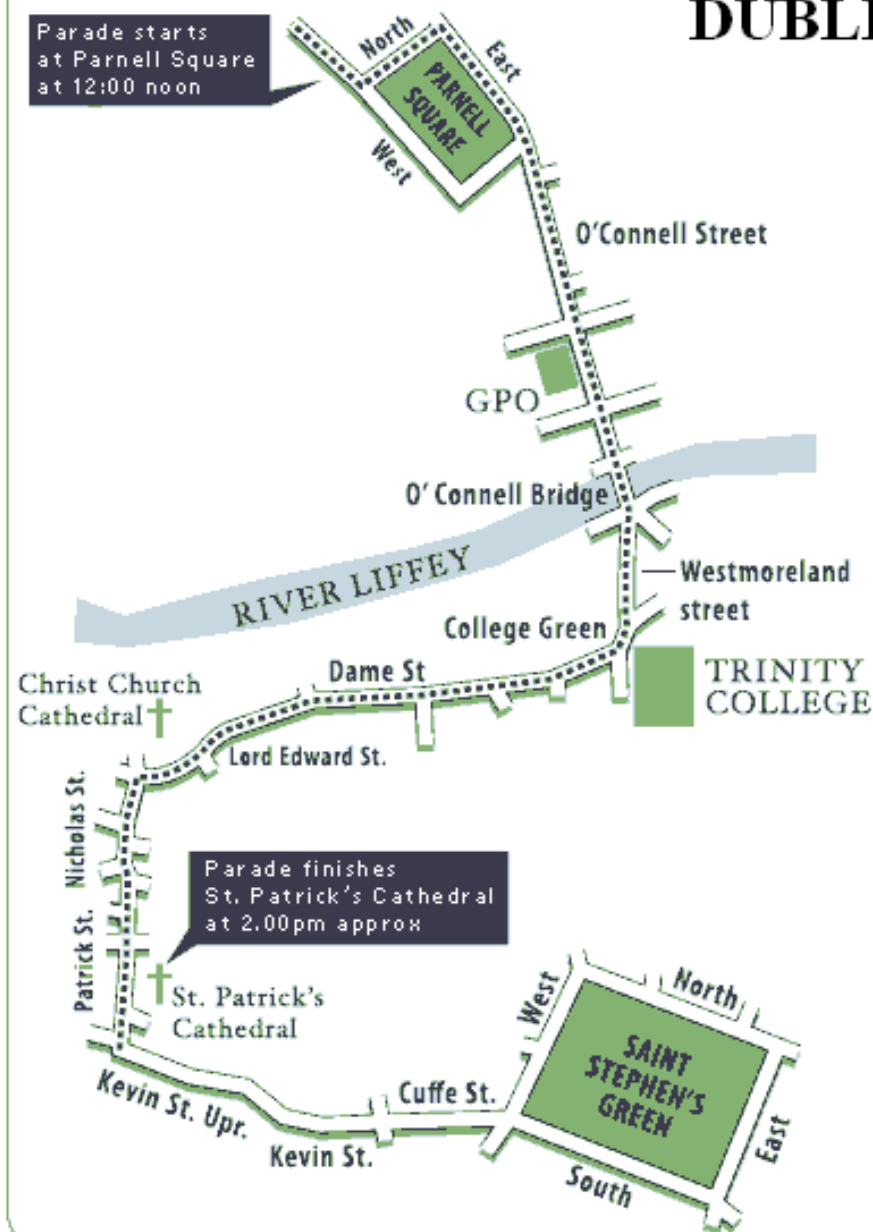 DUBLI
Parade starts
at Parnell Square
at 12:00 noon
North
East
PARNELL
SQUARE
West
O'Connell Street
GPO
O' Connell Bridge
RIVER LIFFEY
Westmoreland
street
College Green
TRINITY
COLLEGE
Dame St
Christ Church
Cathedral
Lord Edward St.
Nicholas St.
Parade finishes
St. Patrick's Cathedral
at 2.00pm approx
Patrick St.
St. Patrick's
Cathedral
West
North
SAINT
STEPHEN'S
GREEN
East
South
Cuffe St.
Kevin St. Upr.
Kevin St.